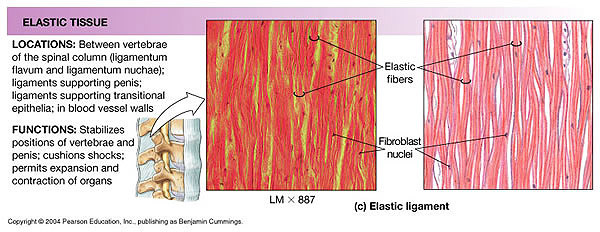 ELASTIC TISSUE
LOCATIONS: Between vertebrae
of the spinal column (ligamentum
flavum and ligamentum nuchae);
ligaments supporting penis;
ligaments supporting transitional
epithelia; in blood vessel walls
FUNCTIONS: Stabilizes
positions of vertebrae and
penis; cushions shocks;
permits expansion and
contraction of organs
Elastic
fibers
Fibroblast
nuclei
LM × 887
(c) Elastic ligament
Copyright © 2004 Pearson Education, Inc., publishing as Benjamin Cummings.